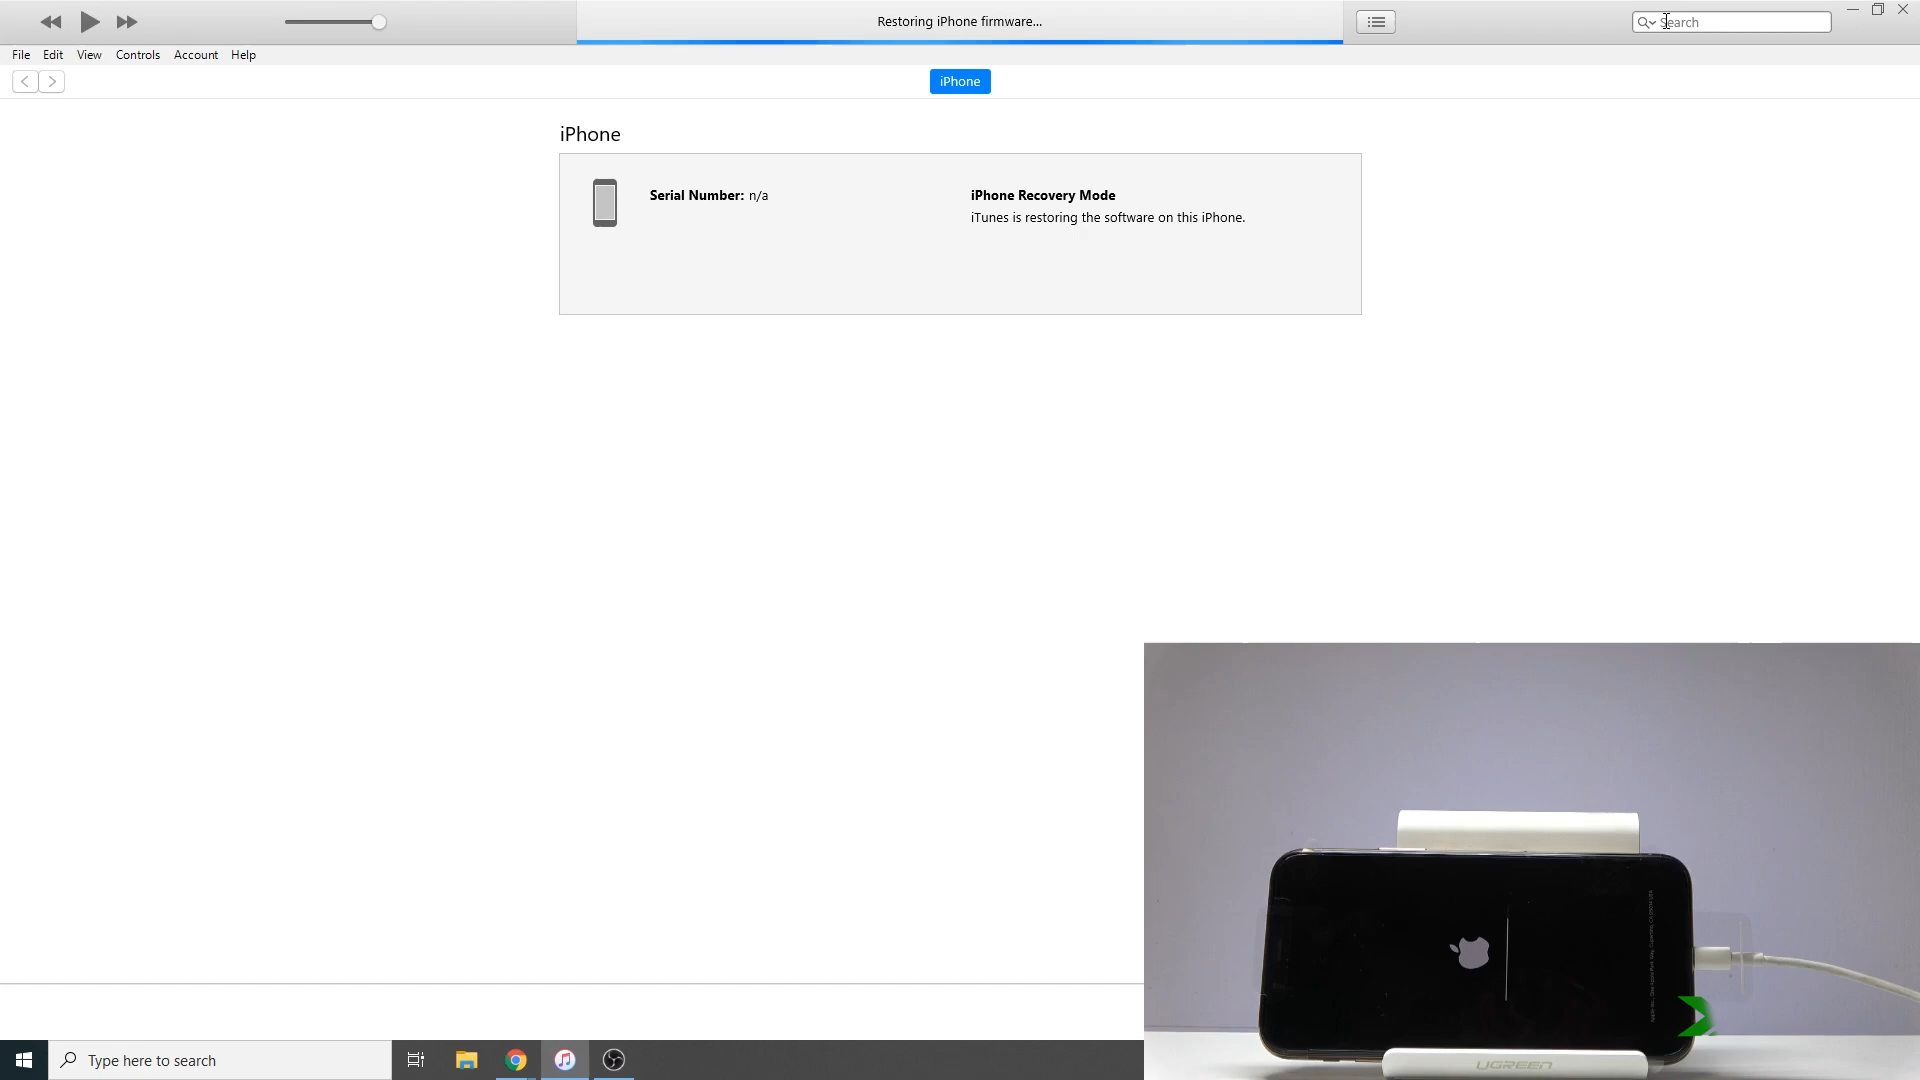 Restoring iPhone firmware...
Search
File Edit View Controls Account Help
iPhone
iPhone
Serial Number: n/a
iPhone Recovery Mode
iTunes is restoring the software on this iPhone.
UGREEN
Type here to search